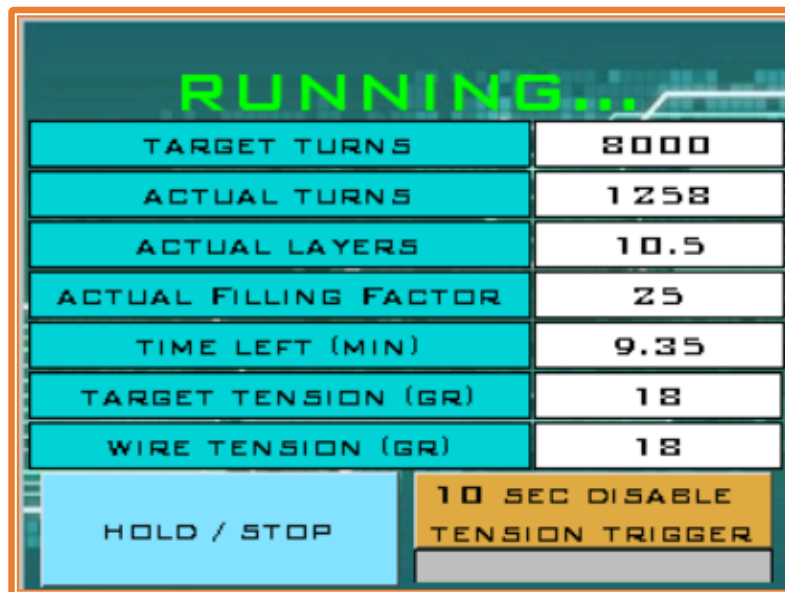 RUNNING...
TARGET TURNS 8000
ACTUAL TURNS 1258
ACTUAL LAYERS 10.5
ACTUAL FILLING FACTOR 25
TIME LEFT (MIN) 9.35
TARGET TENSION (GR) 18
WIRE TENSION (GR) 18
HOLD / STOP
10 SEC DISABLE
TENSION TRIGGER